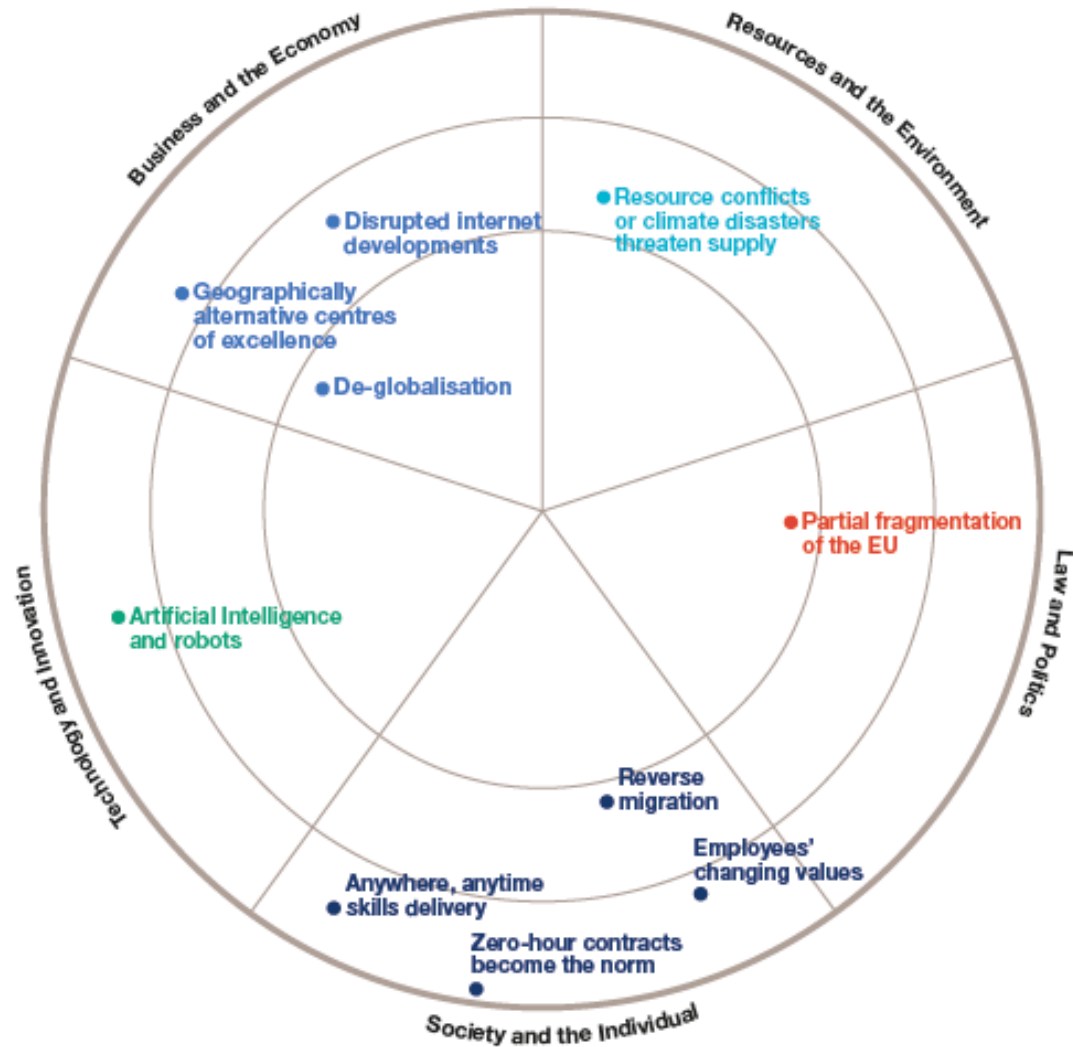 Business and the Economy
Resources and the Environment
Resource conflicts
or climate disasters
threaten supply
Disrupted internet
developments
Geographically
alternative centres
of excellence
De-globalisation
Partial fragmentation
of the EU
Law and Politics
Technology and Innovation
Artificial Intelligence
and robots
Reverse
migration
Employees’
changing values
Anywhere, anytime
skills delivery
Zero-hour contracts
become the norm
Society and the Individual